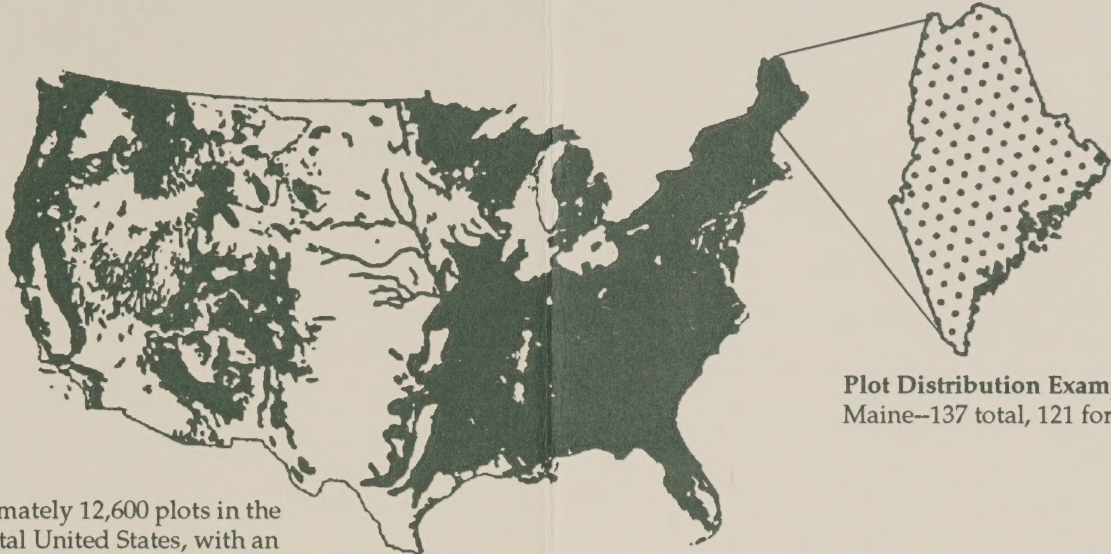 Plot Distribution Exam
Maine--137 total, 121 for
mately 12,600 plots in the
tal United States, with an